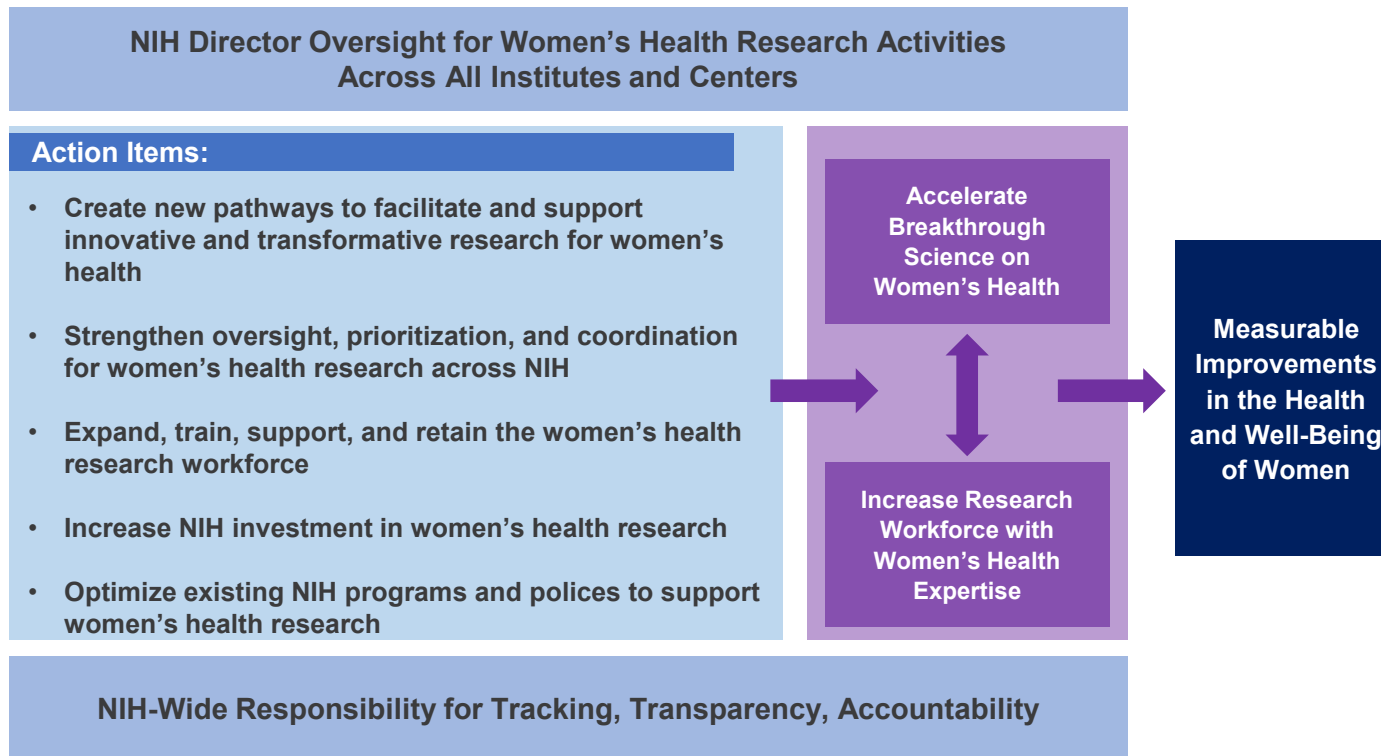 NIH Director Oversight for Women’s Health Research Activities
Across All Institutes and Centers
Action Items:
• Create new pathways to facilitate and support
innovative and transformative research for women’s
health
• Strengthen oversight, prioritization, and coordination
for women’s health research across NIH
• Expand, train, support, and retain the women’s health
research workforce
• Increase NIH investment in women’s health research
• Optimize existing NIH programs and polices to support
women’s health research
Accelerate
Breakthrough
Science on
Women’s Health
Increase Research
Workforce with
Women’s Health
Expertise
Measurable
Improvements
in the Health
and Well-Being
of Women
NIH-Wide Responsibility for Tracking, Transparency, Accountability